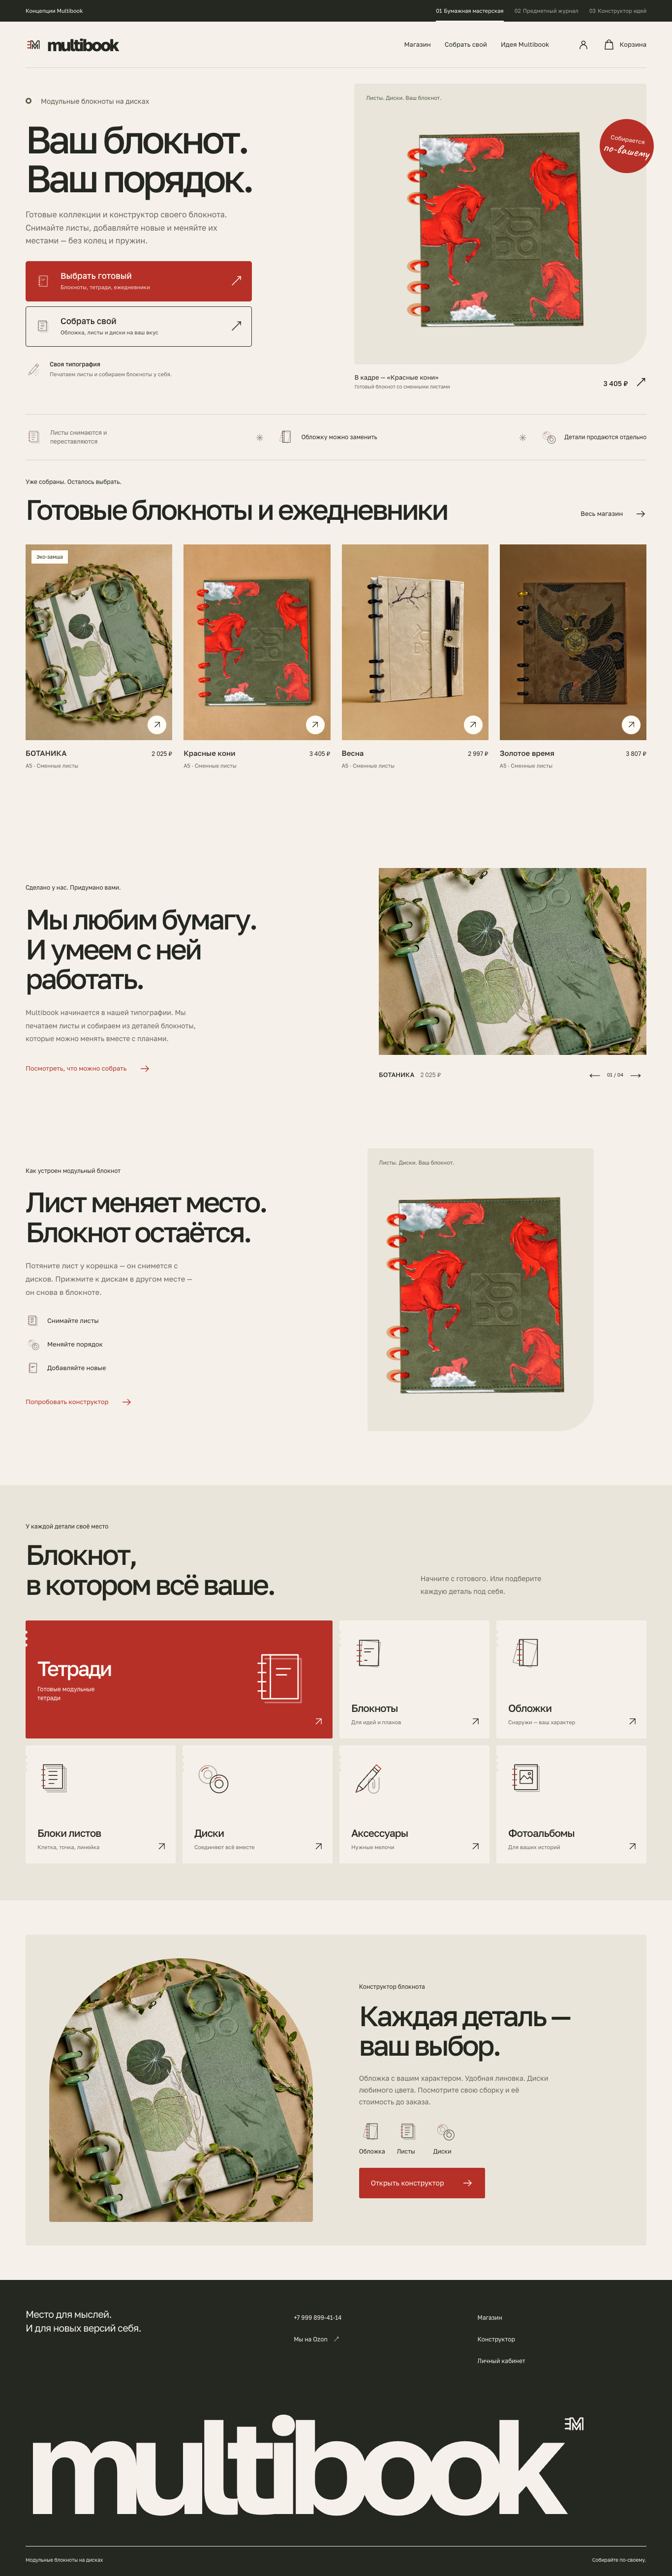 Концепции Multibook
01 Бумажная мастерская
02 Предметный журнал
03 Конструктор идей
multibook
Магазин
Собрать свой
Идея Multibook
Корзина
Модульные блокноты на дисках
Ваш блокнот.
Ваш порядок.
Готовые коллекции и конструктор своего блокнота.
Снимайте листы, добавляйте новые и меняйте их
местами — без колец и пружин.
Выбрать готовый
Блокноты, тетради, ежедневники
Собрать свой
Обложка, листы и диски на ваш вкус
Своя типография
Печатаем листы и собираем блокноты у себя.
Листы. Диски. Ваш блокнот.
Собирается
по-вашему
В кадре — «Красные кони»
Готовый блокнот со сменными листами
3 405 ₽
Листы снимаются и
переставляются
Обложку можно заменить
Детали продаются отдельно
Уже собраны. Осталось выбрать.
Готовые блокноты и ежедневники
Весь магазин
Эко-замша
БОТАНИКА
2 025 ₽
А5 · Сменные листы
Красные кони
3 405 ₽
А5 · Сменные листы
Весна
2 997 ₽
А5 · Сменные листы
Золотое время
3 807 ₽
А5 · Сменные листы
Сделано у нас. Придумано вами.
Мы любим бумагу.
И умеем с ней
работать.
Multibook начинается в нашей типографии. Мы
печатаем листы и собираем из деталей блокноты,
которые можно менять вместе с планами.
Посмотреть, что можно собрать
БОТАНИКА
2 025 ₽
01 / 04
Как устроен модульный блокнот
Лист меняет место.
Блокнот остаётся.
Потяните лист у корешка — он снимется с
дисков. Прижмите к дискам в другом месте —
он снова в блокноте.
Снимайте листы
Меняйте порядок
Добавляйте новые
Попробовать конструктор
Листы. Диски. Ваш блокнот.
У каждой детали своё место
Блокнот,
в котором всё ваше.
Начните с готового. Или подберите
каждую деталь под себя.
Тетради
Готовые модульные
тетради
Блокноты
Для идей и планов
Обложки
Снаружи — ваш характер
Блоки листов
Клетка, точка, линейка
Диски
Соединяют всё вместе
Аксессуары
Нужные мелочи
Фотоальбомы
Для ваших историй
Конструктор блокнота
Каждая деталь —
ваш выбор.
Обложка с вашим характером. Удобная линовка. Диски
любимого цвета. Посмотрите свою сборку и её
стоимость до заказа.
Обложка
Листы
Диски
Открыть конструктор
Место для мыслей.
И для новых версий себя.
+7 999 899-41-14
Мы на Ozon
Магазин
Конструктор
Личный кабинет
multibook
Модульные блокноты на дисках
Собирайте по-своему.